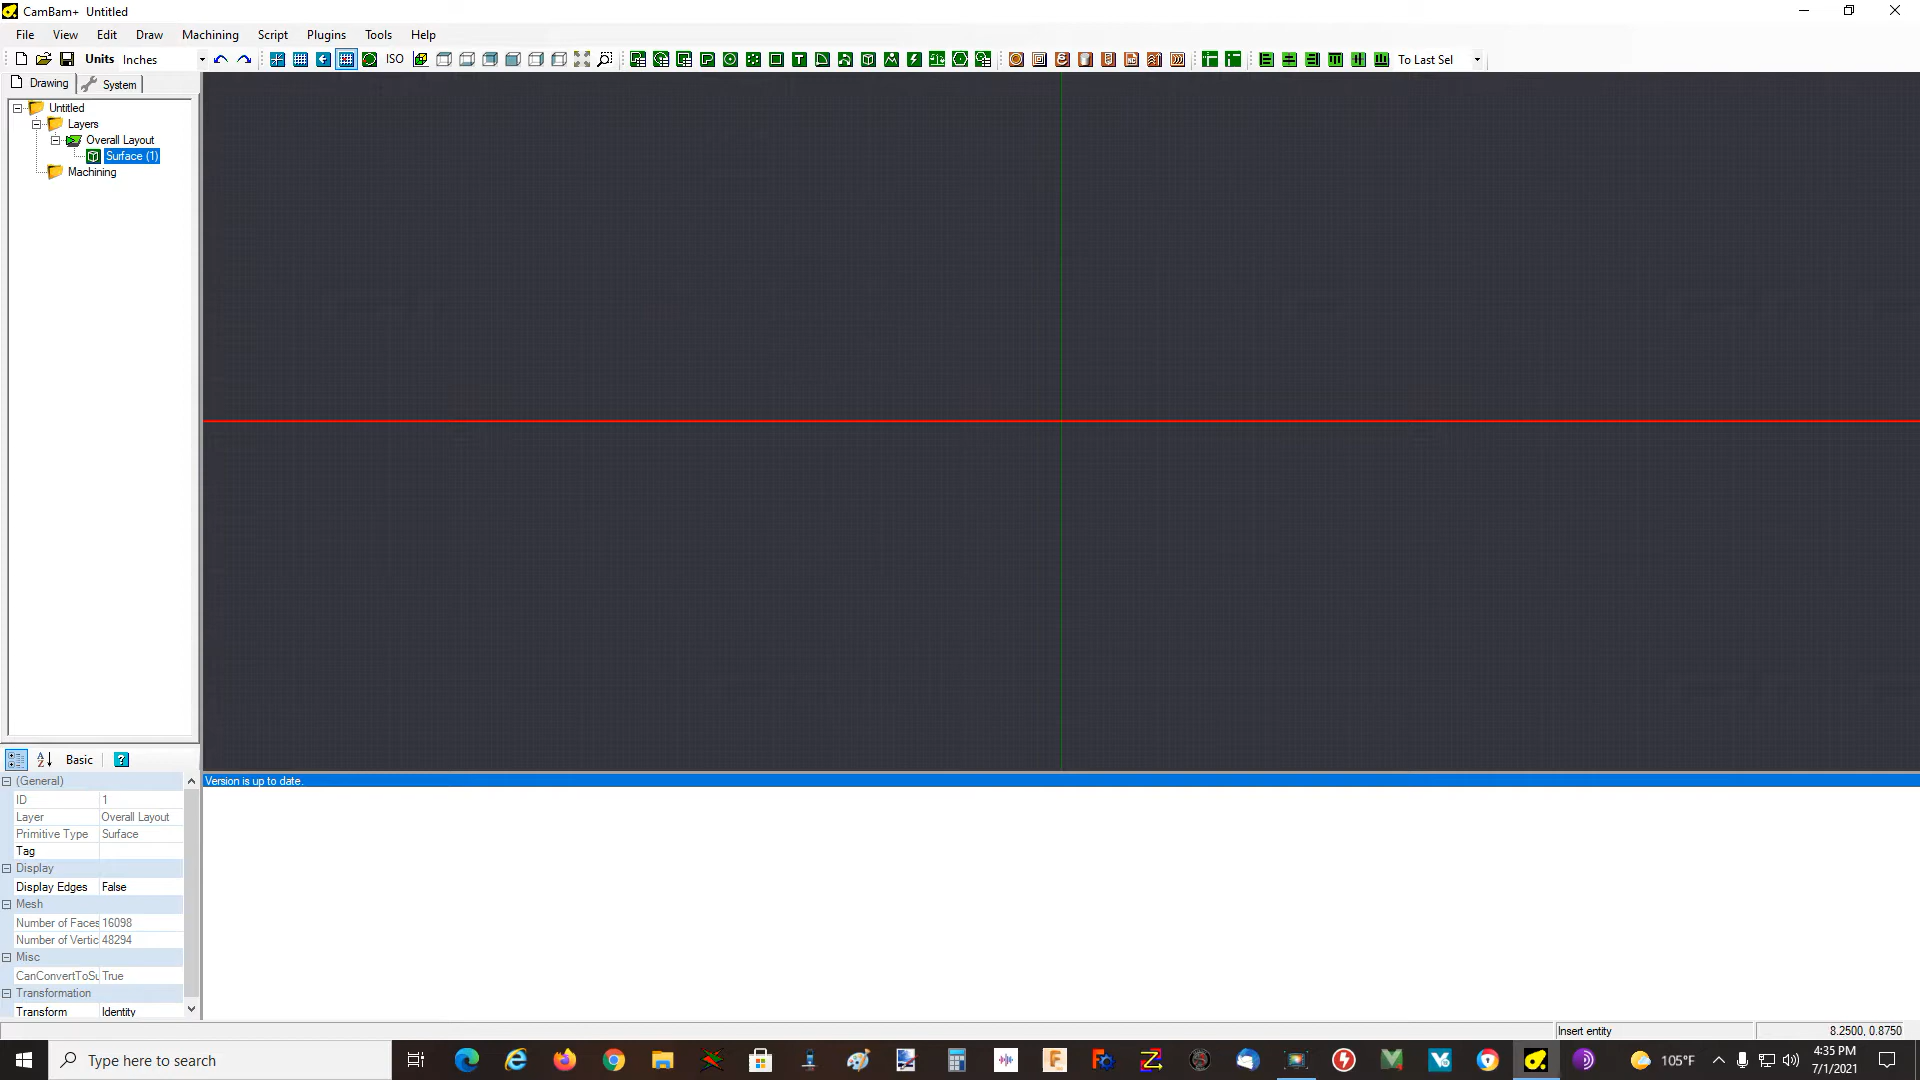 CamBam+ Untitled
File View Edit Draw Machining Script Plugins Tools Help
Units Inches ISO To Last Sel
Drawing System
Untitled
Layers
Overall Layout
Surface (1)
Machining
Basic
(General)
ID 1
Layer Overall Layout
Primitive Type Surface
Tag
Display
Display Edges False
Mesh
Number of Faces 16098
Number of Vertic 48294
Misc
CanConvertToSu True
Transformation
Transform Identity
Version is up to date.
Insert entity 8.2500, 0.8750
Type here to search
105°F
4:35 PM
7/1/2021